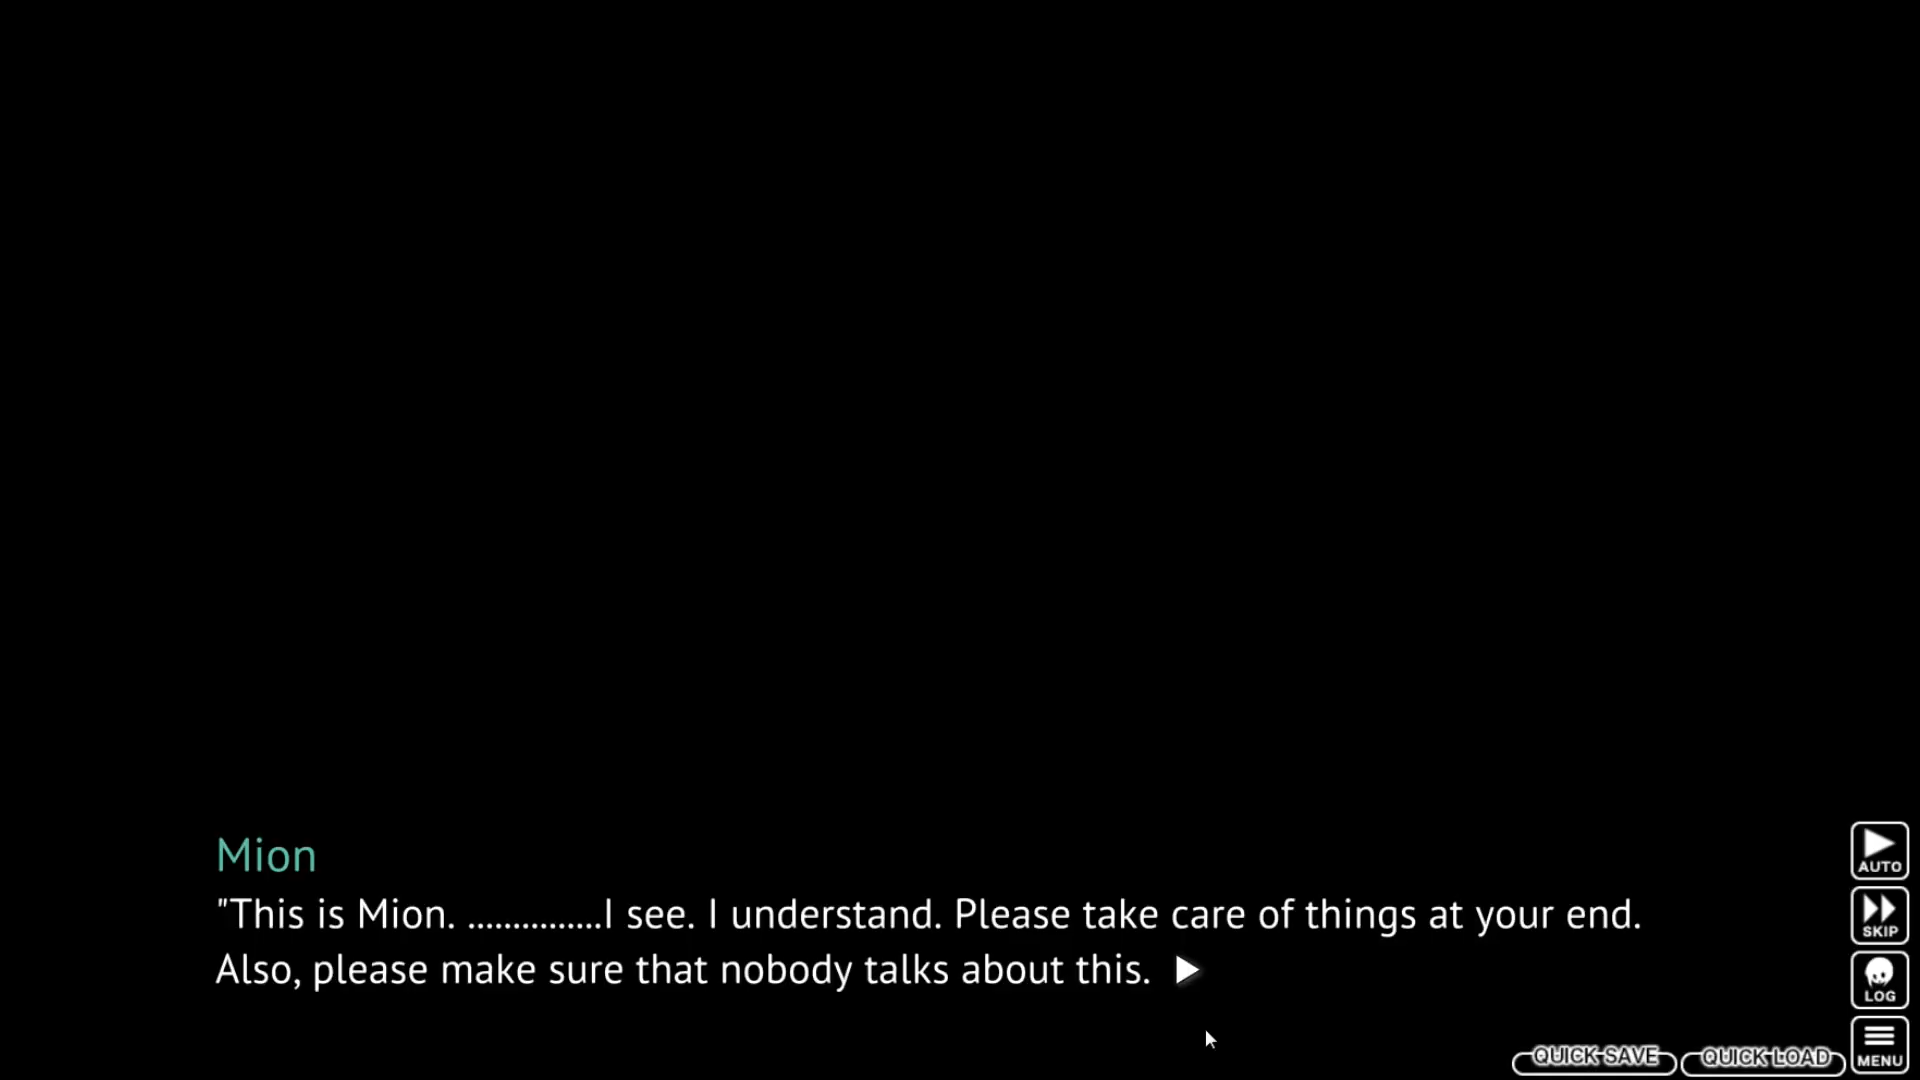 Mion
"This is Mion. ...............I see. I understand. Please take care of things at your end.
Also, please make sure that nobody talks about this.
AUTO
SKIP
LOG
MENU
QUICK SAVE QUICK LOAD